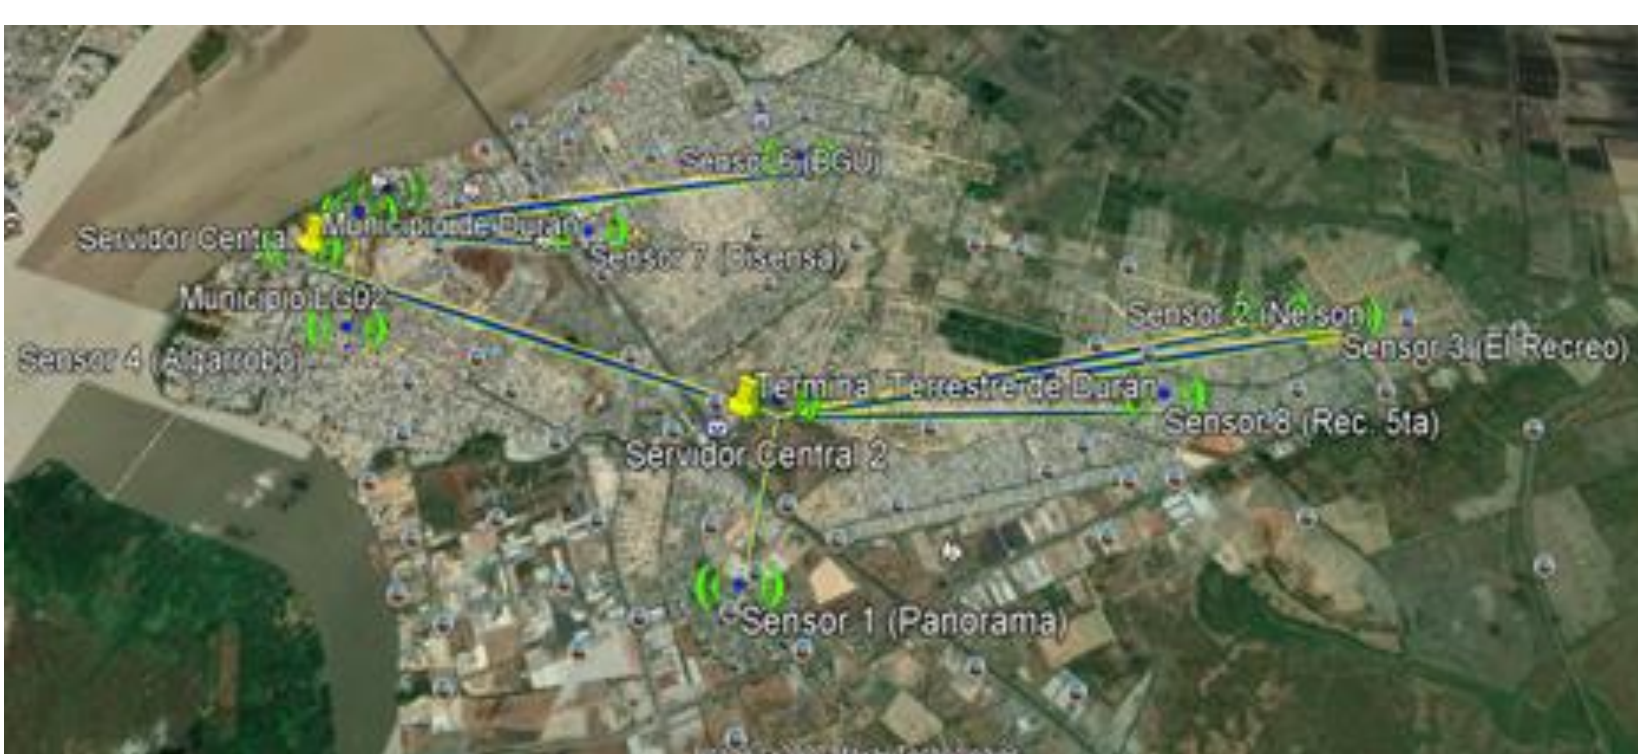 Sensor 6 (BGU)
Municipio de Duran
Servidor Central
Sensor 7 (Bisensa)
Municipio LG02
Sensor 2 (Nelson)
Sensor 3 (El Recreo)
Sensor 4 (Algarrobo)
Terminal Terrestre de Duran
Sensor 8 (Rec. 5ta)
Servidor Central 2
Sensor 1 (Panorama)